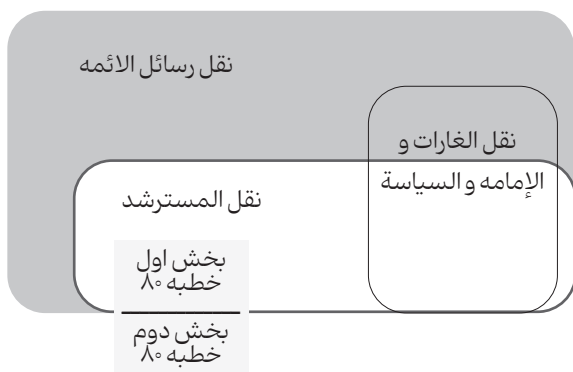 نقل رسائل الائمه
نقل الغارات و
الإمامه و السیاسة
نقل المسترشد
بخش اول
خطبه ۸۰
بخش دوم
خطبه ۸۰